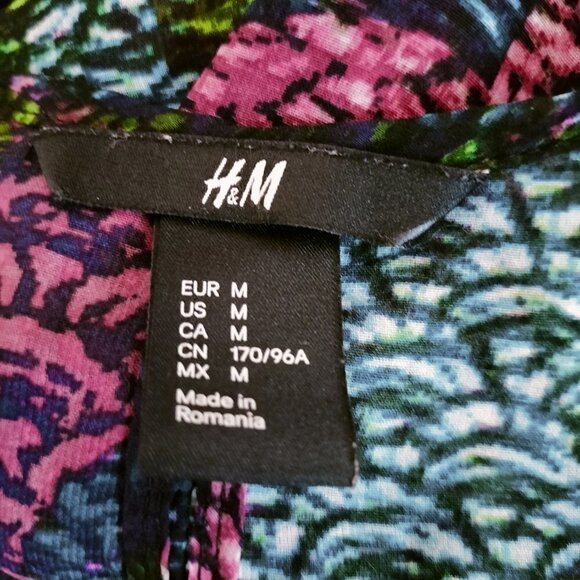 H&M
EUR M
US M
CA M
CN 170/96A
MX M
Made in
Romania